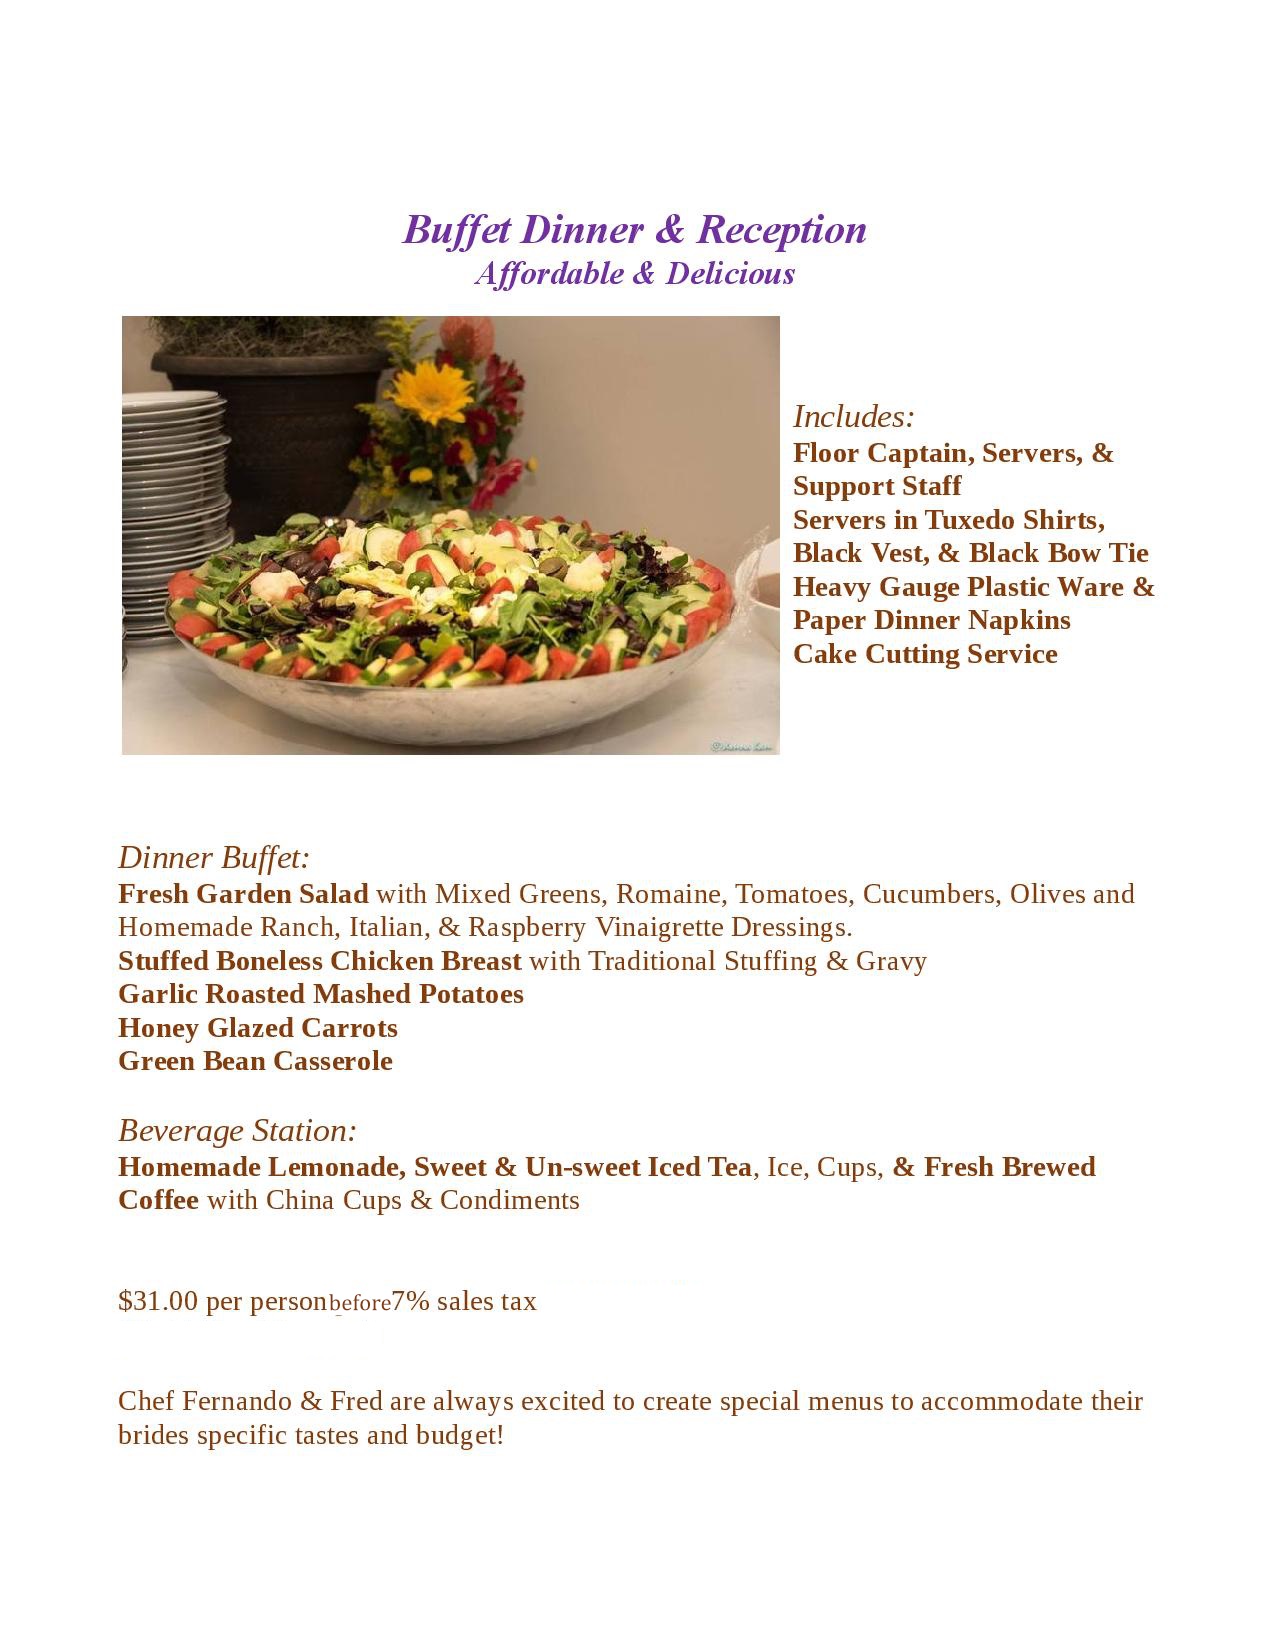 Buffet Dinner & Reception
Affordable & Delicious
Includes:
Floor Captain, Servers, &
Support Staff
Servers in Tuxedo Shirts,
Black Vest, & Black Bow Tie
Heavy Gauge Plastic Ware &
Paper Dinner Napkins
Cake Cutting Service
Dinner Buffet:
Fresh Garden Salad with Mixed Greens, Romaine, Tomatoes, Cucumbers, Olives and
Homemade Ranch, Italian, & Raspberry Vinaigrette Dressings.
Stuffed Boneless Chicken Breast with Traditional Stuffing & Gravy
Garlic Roasted Mashed Potatoes
Honey Glazed Carrots
Green Bean Casserole
Beverage Station:
Homemade Lemonade, Sweet & Un-sweet Iced Tea, Ice, Cups, & Fresh Brewed
Coffee with China Cups & Condiments
$31.00 per person before 7% sales tax
Chef Fernando & Fred are always excited to create special menus to accommodate their
brides specific tastes and budget!